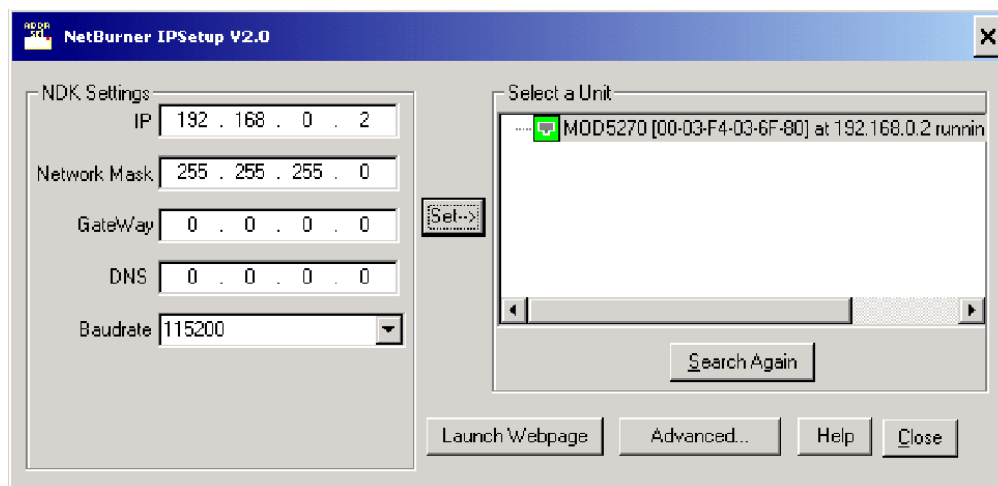 ADDR
SET
NetBurner IPSetup V2.0
NDK Settings
IP 192 . 168 . 0 . 2
Network Mask 255 . 255 . 255 . 0
GateWay 0 . 0 . 0 . 0
DNS 0 . 0 . 0 . 0
Baudrate 115200
Set-->
Select a Unit
MOD5270 [00-03-F4-03-6F-80] at 192.168.0.2 runnin
Search Again
Launch Webpage
Advanced...
Help
Close